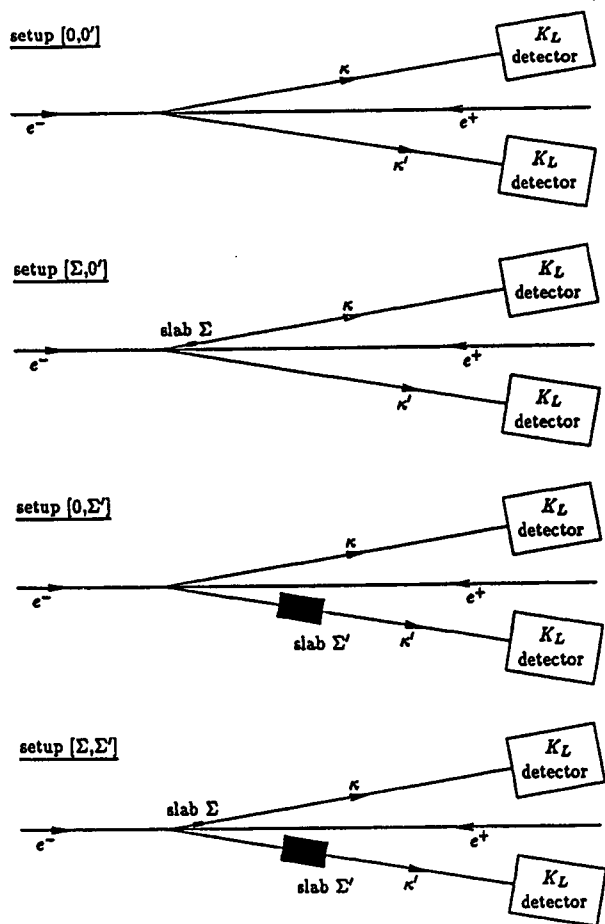 setup [0,0′]
K_L
detector
κ
e⁻
e⁺
κ′
K_L
detector
setup [Σ,0′]
K_L
detector
slab Σ
κ
e⁻
e⁺
κ′
K_L
detector
setup [0,Σ′]
K_L
detector
κ
e⁻
e⁺
slab Σ′
κ′
K_L
detector
setup [Σ,Σ′]
K_L
detector
slab Σ
κ
e⁻
e⁺
slab Σ′
κ′
K_L
detector